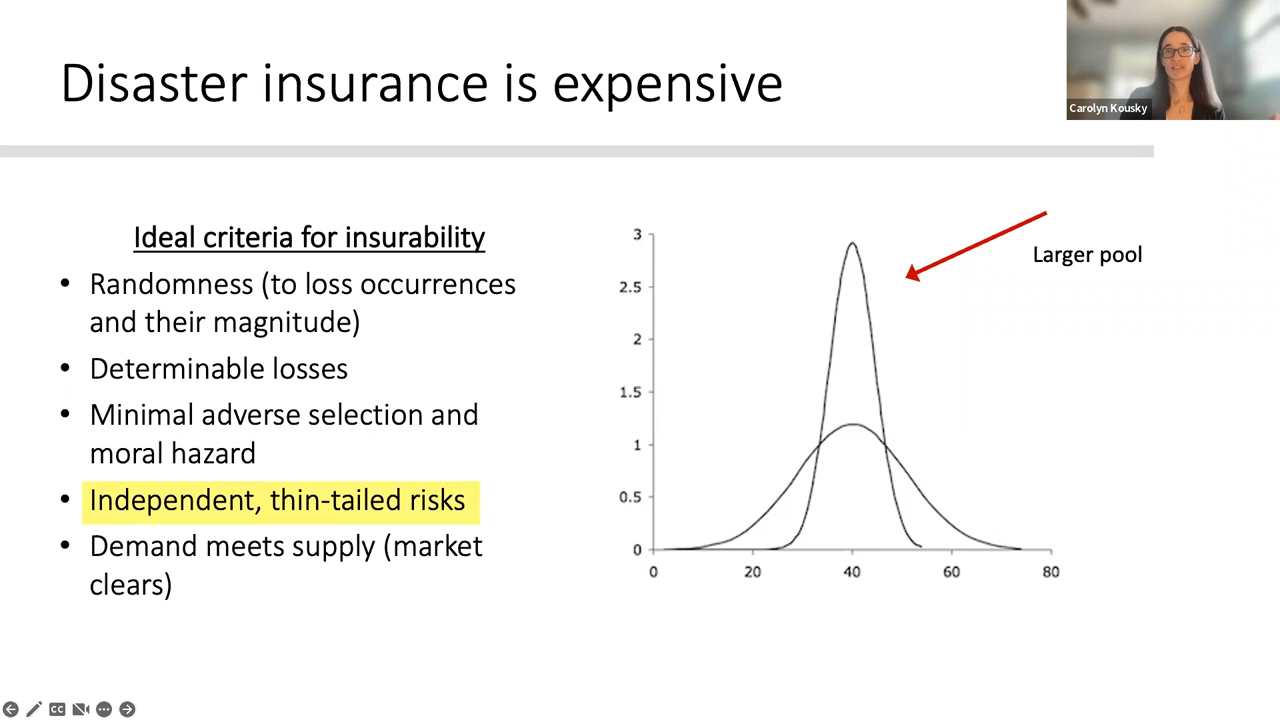 Disaster insurance is expensive
Carolyn Kousky
Ideal criteria for insurability
• Randomness (to loss occurrences
and their magnitude)
• Determinable losses
• Minimal adverse selection and
moral hazard
• Independent, thin-tailed risks
• Demand meets supply (market
clears)
Larger pool
3
2.5
2
1.5
1
0.5
0
0 20 40 60 80
CC